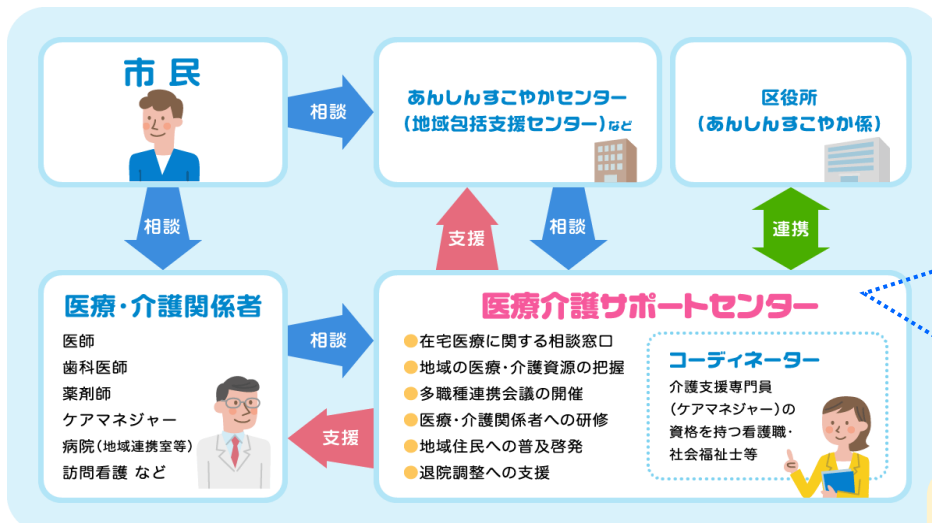 市民
相談
あんしんすこやかセンター
(地域包括支援センター)など
区役所
(あんしんすこやか係)
相談
支援
相談
連携
医療・介護関係者
医師
歯科医師
薬剤師
ケアマネジャー
病院(地域連携室等)
訪問看護 など
相談
支援
医療介護サポートセンター
●在宅医療に関する相談窓口
●地域の医療・介護資源の把握
●多職種連携会議の開催
●医療・介護関係者への研修
●地域住民への普及啓発
●退院調整への支援
コーディネーター
介護支援専門員
(ケアマネジャー)の
資格を持つ看護職・
社会福祉士等